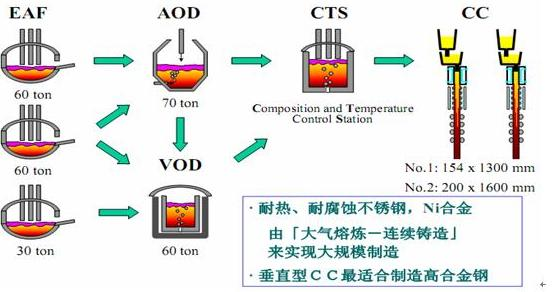 EAF AOD CTS CC
60 ton
70 ton
Composition and Temperature
Control Station
60 ton
VOD
No.1: 154 x 1300 mm
No.2: 200 x 1600 mm
30 ton
60 ton
·耐热、耐腐蚀不锈钢，Ni合金
由「大气熔炼－连续铸造」
来实现大规模制造
·垂直型ＣＣ最适合制造高合金钢